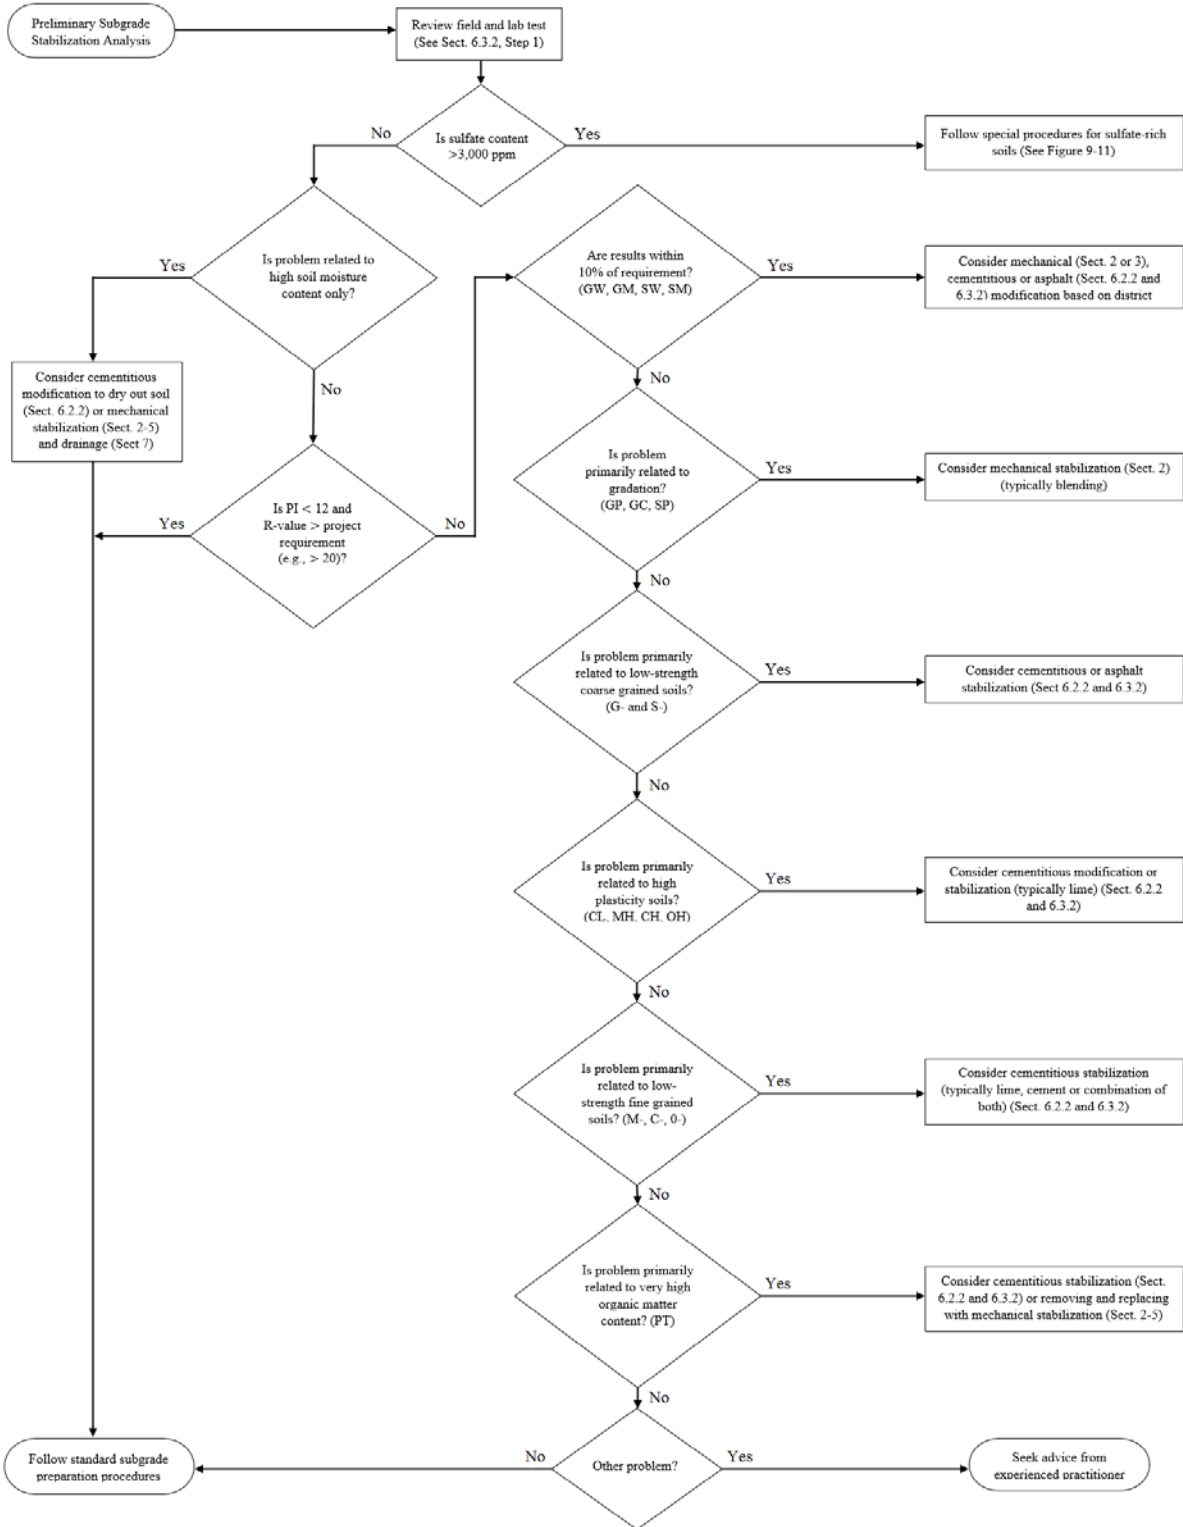 Preliminary Subgrade
Stabilization Analysis
Review field and lab test
(See Sect. 6.3.2, Step 1)
No
Is sulfate content
>3,000 ppm
Yes
Follow special procedures for sulfate-rich
soils (See Figure 9-11)
Yes
Is problem related to
high soil moisture
content only?
Are results within
10% of requirement?
(GW, GM, SW, SM)
Yes
Consider mechanical (Sect. 2 or 3),
cementitious or asphalt (Sect. 6.2.2 and
6.3.2) modification based on district
No
No
Consider cementitious
modification to dry out soil
(Sect. 6.2.2) or mechanical
stabilization (Sect. 2-5)
and drainage (Sect 7)
Is problem
primarily related to
gradation?
(GP, GC, SP)
Yes
Consider mechanical stabilization (Sect. 2)
(typically blending)
Yes
Is PI < 12 and
R-value > project
requirement
(e.g., > 20)?
No
No
Is problem primarily
related to low-strength
coarse grained soils?
(G- and S-)
Yes
Consider cementitious or asphalt
stabilization (Sect 6.2.2 and 6.3.2)
No
Is problem primarily
related to high
plasticity soils?
(CL, MH, CH, OH)
Yes
Consider cementitious modification or
stabilization (typically lime) (Sect. 6.2.2
and 6.3.2)
No
Is problem primarily
related to low-
strength fine grained
soils? (M-, C-, 0-)
Yes
Consider cementitious stabilization
(typically lime, cement or combination of
both) (Sect. 6.2.2 and 6.3.2)
No
Is problem primarily
related to very high
organic matter
content? (PT)
Yes
Consider cementitious stabilization (Sect.
6.2.2 and 6.3.2) or removing and replacing
with mechanical stabilization (Sect. 2-5)
No
Follow standard subgrade
preparation procedures
No
Other problem?
Yes
Seek advice from
experienced practitioner